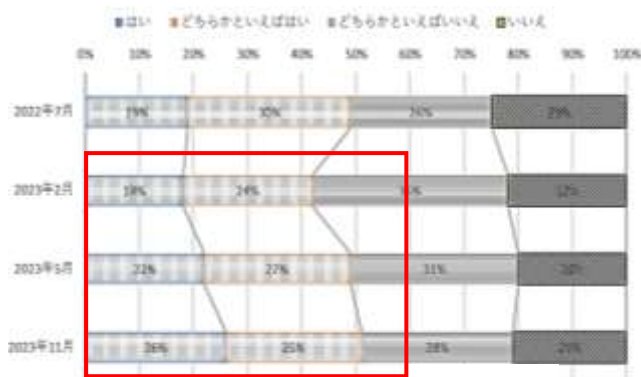 はい どちらかといえばはい どちらかといえばいいえ いいえ
0% 10% 20% 30% 40% 50% 60% 70% 80% 90% 100%
2022年7月 19% 30% 26% 25%
2023年2月 18% 24%
2023年5月 22% 27% 31% 20%
2023年11月 26% 25% 28% 21%